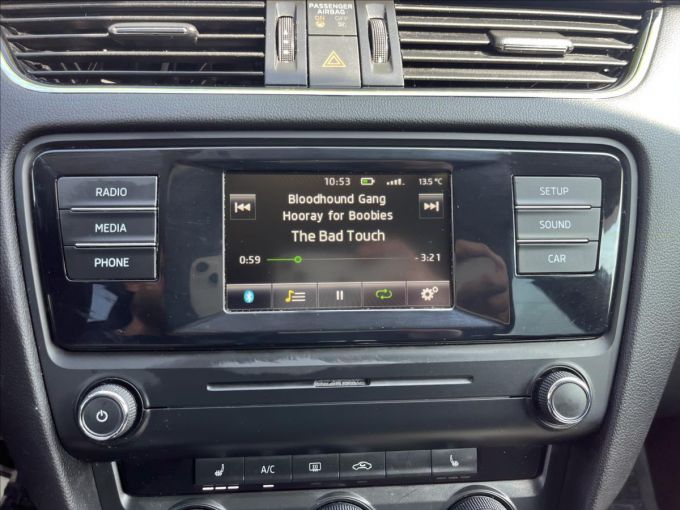 PASSENGER
AIRBAG
ON OFF
10:53 13.5 °C
Bloodhound Gang
Hooray for Boobies
The Bad Touch
0:59 - 3:21
RADIO
MEDIA
PHONE
SETUP
SOUND
CAR
A/C